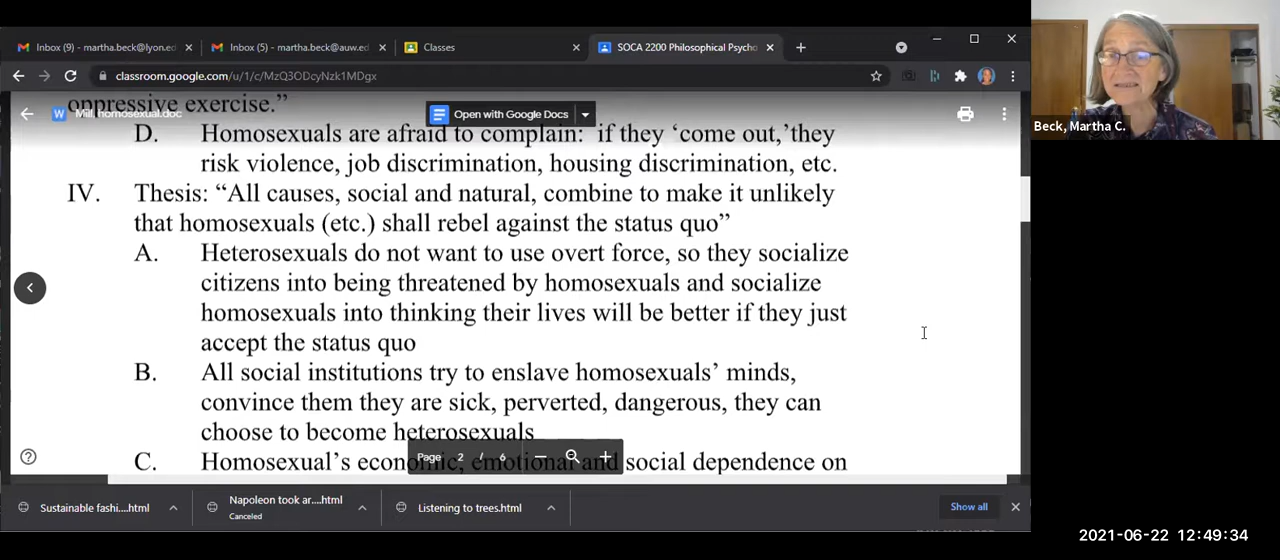 Inbox (9) - martha.beck@lyon.ed
Inbox (5) - martha.beck@auw.ed
Classes
SOCA 2200 Philosophical Psycho
classroom.google.com/u/1/c/MzQ3ODcyNzk1MDgx
oppressive exercise.”
Mill.homosexual.doc
Open with Google Docs
D. Homosexuals are afraid to complain: if they ‘come out,’they
risk violence, job discrimination, housing discrimination, etc.
IV. Thesis: “All causes, social and natural, combine to make it unlikely
that homosexuals (etc.) shall rebel against the status quo”
A. Heterosexuals do not want to use overt force, so they socialize
citizens into being threatened by homosexuals and socialize
homosexuals into thinking their lives will be better if they just
accept the status quo
B. All social institutions try to enslave homosexuals’ minds,
convince them they are sick, perverted, dangerous, they can
choose to become heterosexuals
C. Homosexual’s economic, emotional and social dependence on
Page 2 / 6
Sustainable fashi....html
Napoleon took ar....html
Canceled
Listening to trees.html
Show all
Beck, Martha C.
2021-06-22 12:49:34